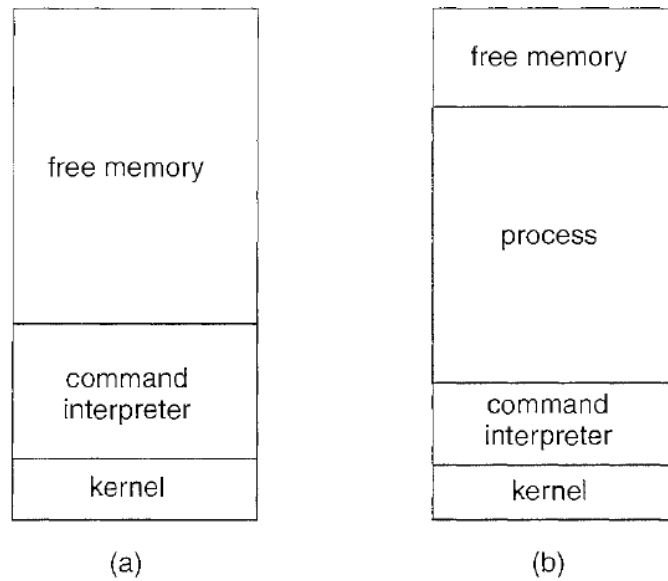 free memory
command
interpreter
kernel
(a)
free memory
process
command
interpreter
kernel
(b)